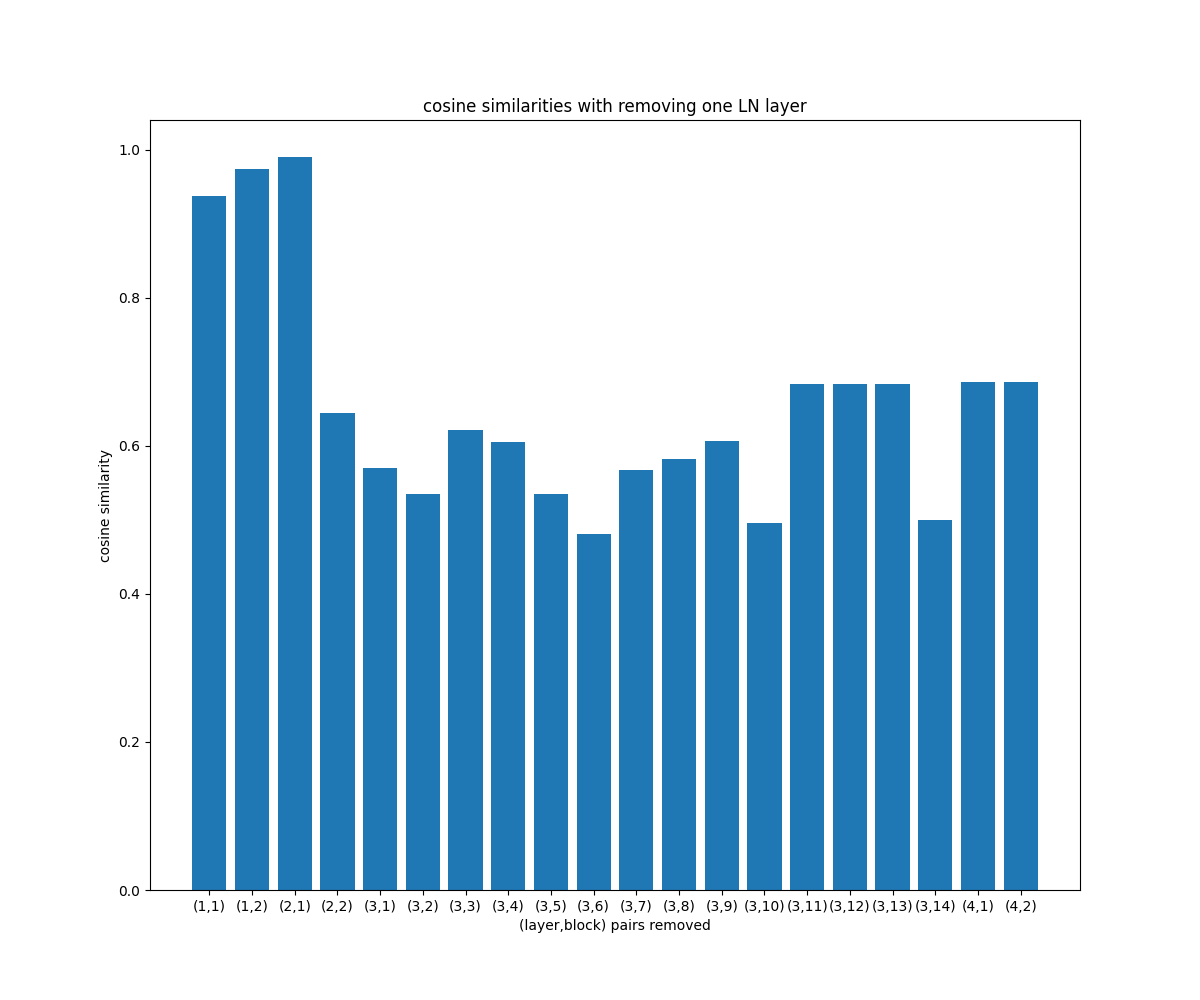 cosine similarities with removing one LN layer
1.0
0.8
0.6
0.4
0.2
0.0
cosine similarity
(1,1) (1,2) (2,1) (2,2) (3,1) (3,2) (3,3) (3,4) (3,5) (3,6) (3,7) (3,8) (3,9) (3,10) (3,11) (3,12) (3,13) (3,14) (4,1) (4,2)
(layer,block) pairs removed